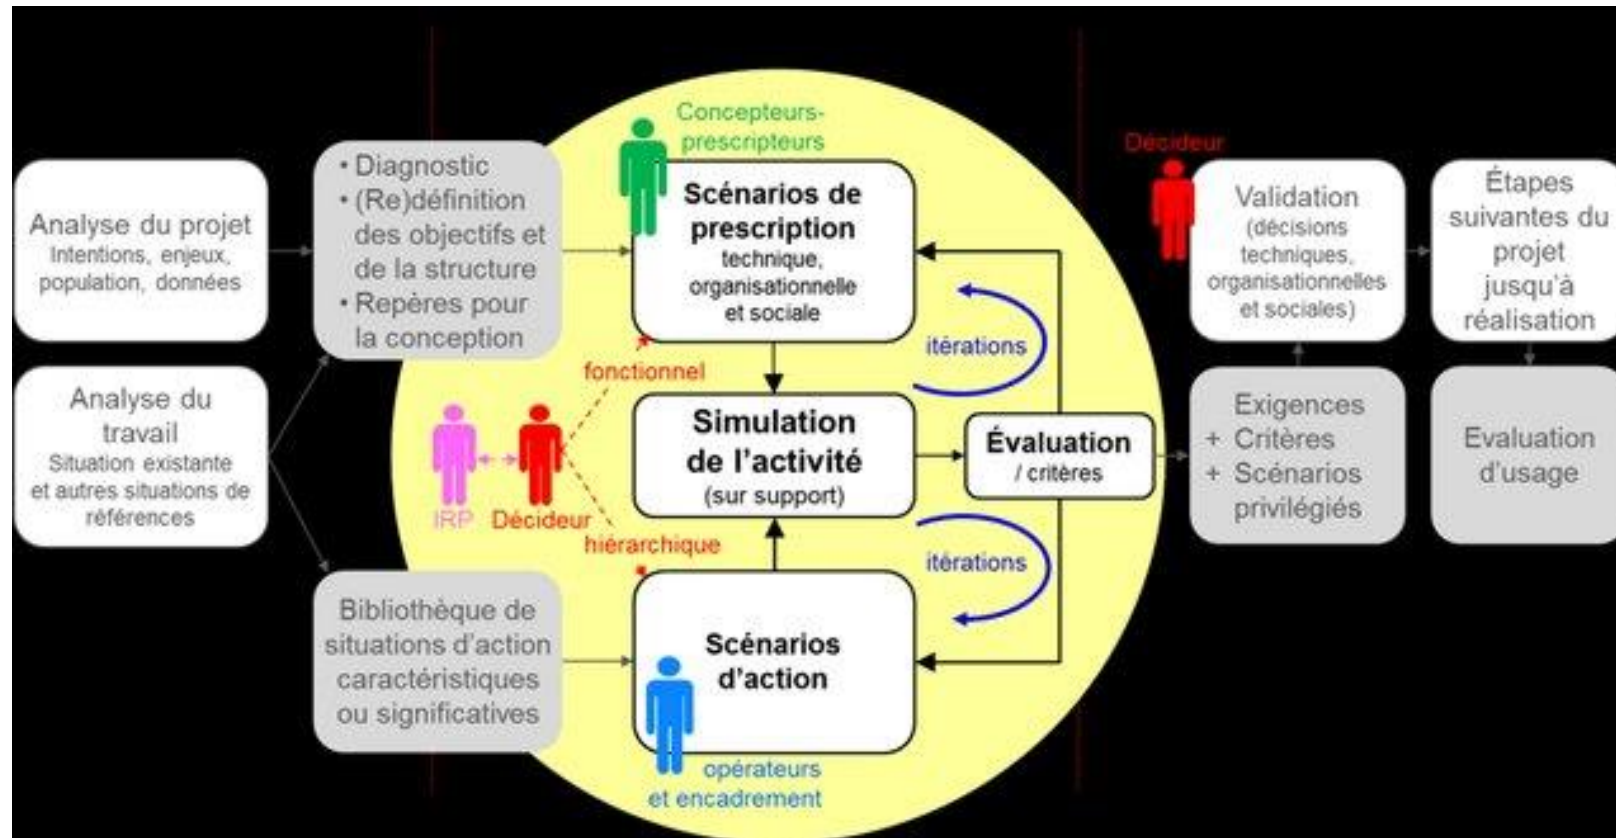 Analyse du projet
Intentions, enjeux,
population, données
Analyse du
travail
Situation existante
et autres situations de
références
• Diagnostic
• (Re)définition
des objectifs et
de la structure
• Repères pour
la conception
Bibliothèque de
situations d'action
caractéristiques
ou significatives
Concepteurs-
prescripteurs
Scénarios de
prescription
technique,
organisationnelle
et sociale
fonctionnel
IRP
Décideur
hiérarchique
Simulation
de l'activité
(sur support)
itérations
Évaluation
/ critères
itérations
Scénarios
d'action
opérateurs
et encadrement
Décideur
Validation
(décisions
techniques,
organisationnelles
et sociales)
Étapes
suivantes du
projet
jusqu'à
réalisation
Exigences
+ Critères
+ Scénarios
privilégiés
Evaluation
d'usage